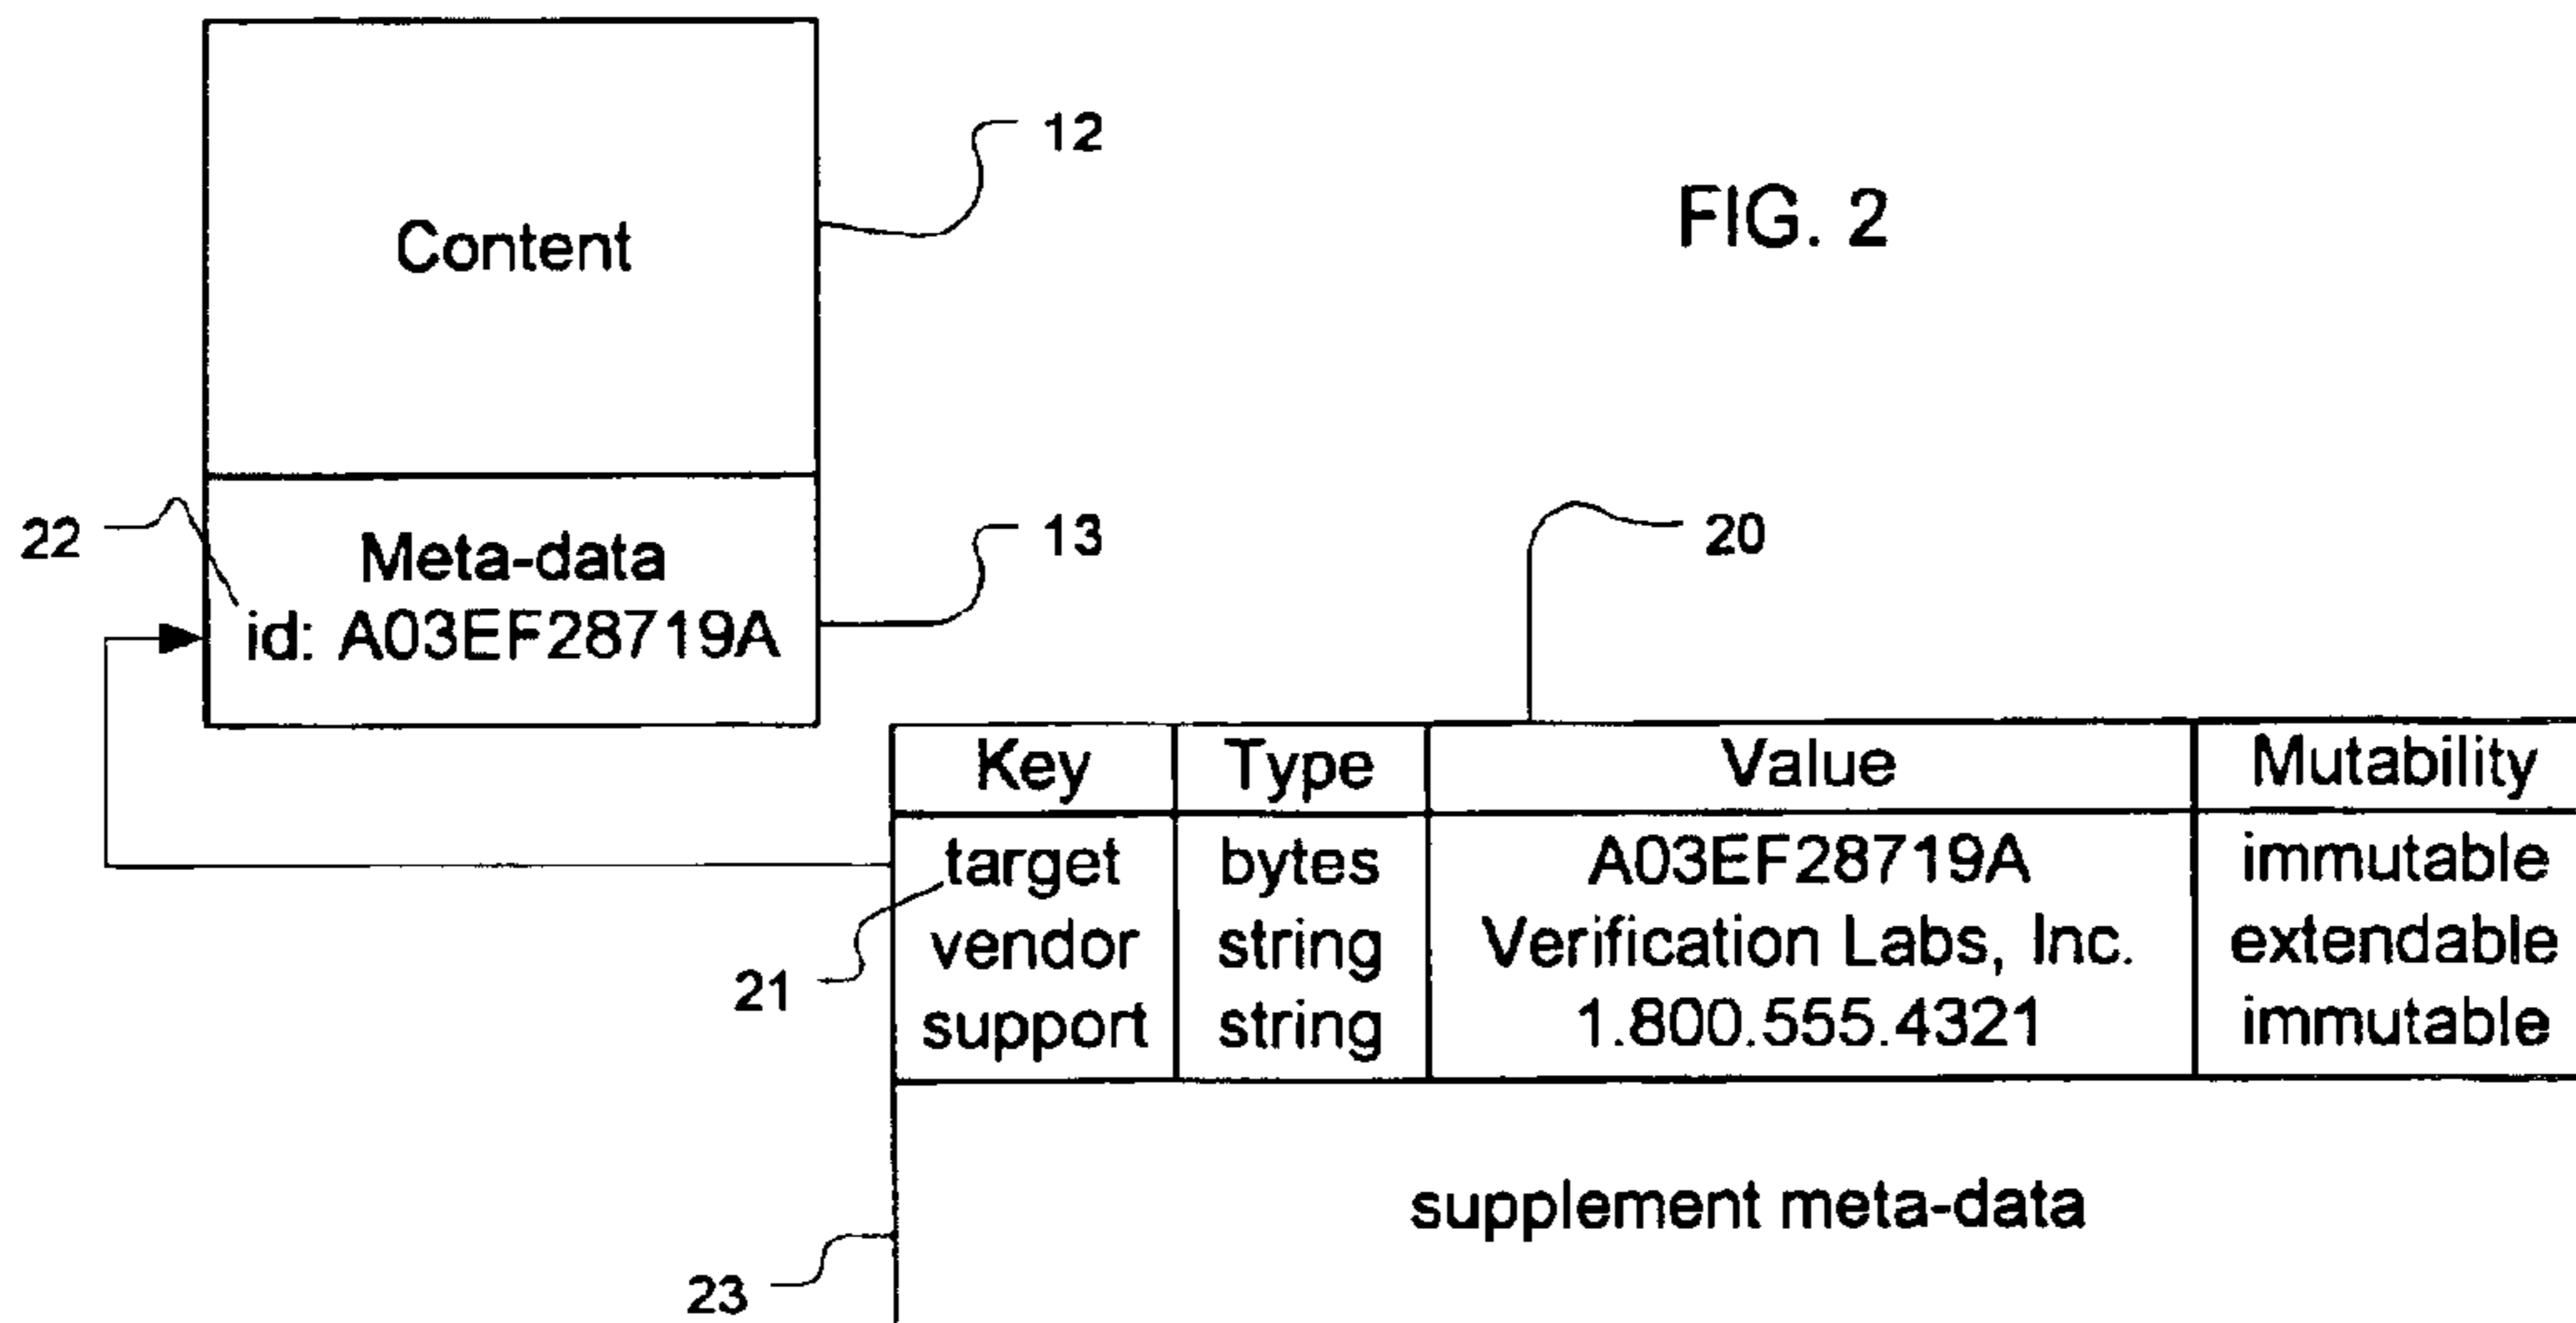 Content
12
FIG. 2
22
Meta-data
13
id: A03EF28719A
20
Key Type Value Mutability
target bytes A03EF28719A immutable
vendor string Verification Labs, Inc. extendable
21
support string 1.800.555.4321 immutable
supplement meta-data
23